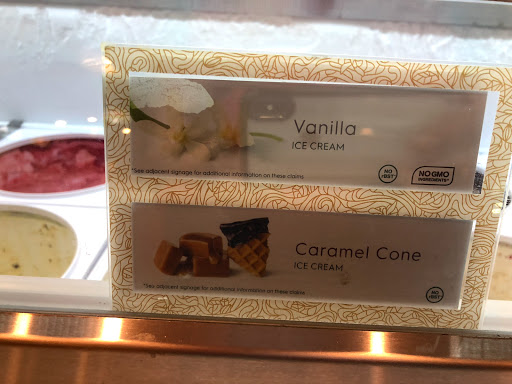 Vanilla
ICE CREAM
*See adjacent signage for additional information on these claims
NO
rBST*
NO GMO
INGREDIENTS*
Caramel Cone
ICE CREAM
*See adjacent signage for additional information on these claims
NO
rBST*